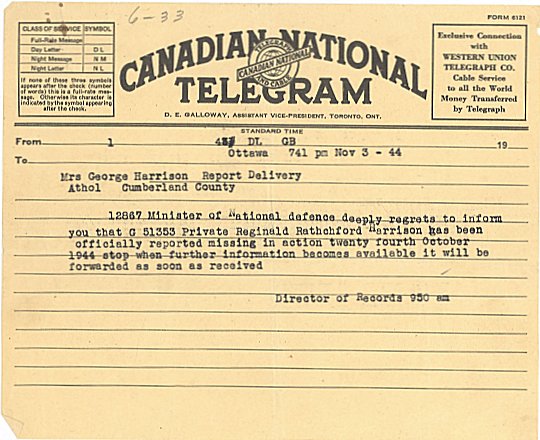 6-33
FORM 6121
CLASS OF SERVICE SYMBOL
Full-Rate Message
Day Letter D L
Night Message N M
Night Letter N L
If none of these three symbols
appears after the check (number
of words) this is a full-rate mes-
sage. Otherwise its character is
indicated by the symbol appearing
after the check.
CANADIAN NATIONAL
TELEGRAPH
CANADIAN NATIONAL
AND CABLE
TELEGRAM
D. E. GALLOWAY, ASSISTANT VICE-PRESIDENT, TORONTO, ONT.
Exclusive Connection
with
WESTERN UNION
TELEGRAPH CO.
Cable Service
to all the World
Money Transferred
by Telegraph
STANDARD TIME
From 1 DL GB 19
Ottawa 741 pm Nov 3 - 44
To
Mrs George Harrison Report Delivery
Athol Cumberland County
12867 Minister of National defence deeply regrets to inform
you that G 51353 Private Reginald Rathchford Harrison has been
officially reported missing in action twenty fourth October
1944 stop when further information becomes available it will be
forwarded as soon as received
Director of Records 950 am